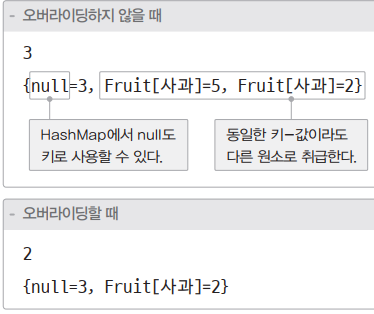 - 오버라이딩하지 않을 때
3
{null=3, Fruit[사과]=5, Fruit[사과]=2}
HashMap에서 null도
키로 사용할 수 있다.
동일한 키-값이라도
다른 원소로 취급한다.
- 오버라이딩할 때
2
{null=3, Fruit[사과]=2}